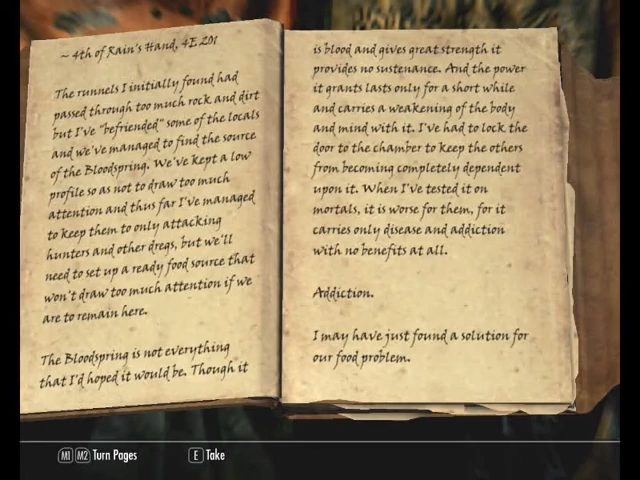 ~ 4th of Rain's Hand, 4E 201
The runnels I initially found had
passed through too much rock and dirt
but I've "befriended" some of the locals
and we've managed to find the source
of the Bloodspring. We've kept a low
profile so as not to draw too much
attention and thus far I've managed
to keep them to only attacking
hunters and other dregs, but we'll
need to set up a ready food source that
won't draw too much attention if we
are to remain here.
The Bloodspring is not everything
that I'd hoped it would be. Though it
is blood and gives great strength it
provides no sustenance. And the power
it grants lasts only for a short while
and carries a weakening of the body
and mind with it. I've had to lock the
door to the chamber to keep the others
from becoming completely dependent
upon it. When I've tested it on
mortals, it is worse for them, for it
carries only disease and addiction
with no benefits at all.
Addiction.
I may have just found a solution for
our food problem.
M1 M2 Turn Pages E Take